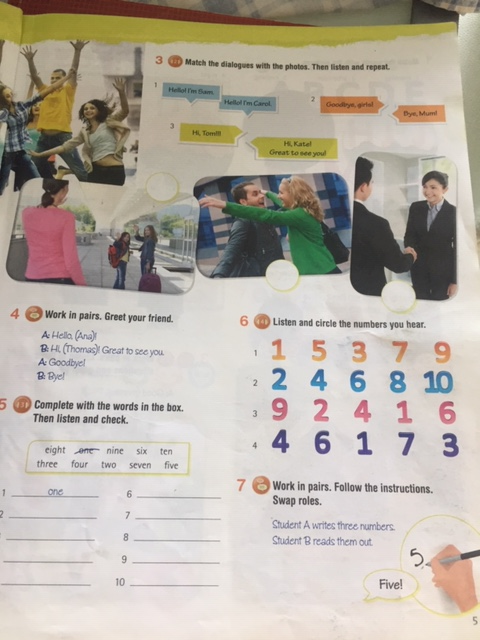 3 Match the dialogues with the photos. Then listen and repeat.
1
Hello! I'm Sam.
Hello! I'm Carol.
2
Goodbye, girls!
Bye, Mum!
3
Hi, Tom!!!
Hi, Kate!
Great to see you!
4 Work in pairs. Greet your friend.
A: Hello, (Ana)!
B: Hi, (Thomas)! Great to see you.
A: Goodbye!
B: Bye!
5 Complete with the words in the box.
Then listen and check.
eight one nine six ten
three four two seven five
1 one
2
6
7
8
9
10
6 Listen and circle the numbers you hear.
1 1 5 3 7 9
2 2 4 6 8 10
3 9 2 4 1 6
4 4 6 1 7 3
7 Work in pairs. Follow the instructions.
Swap roles.
Student A writes three numbers.
Student B reads them out.
5,
Five!
5